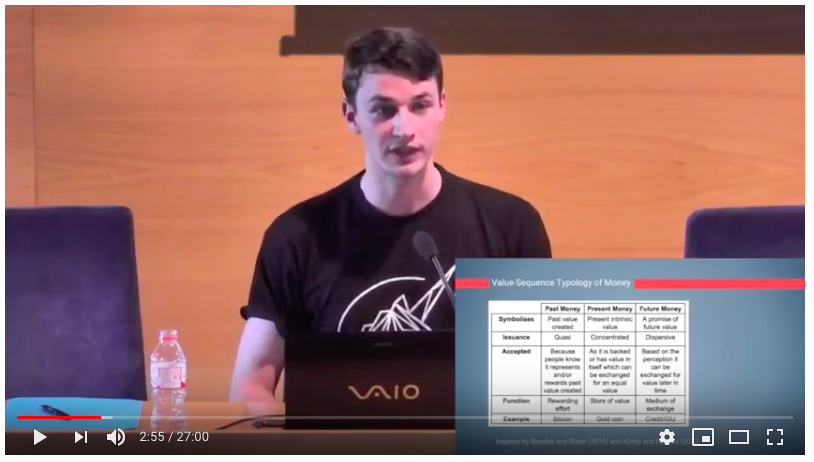 Value-Sequence Typology of Money
Past Money Present Money Future Money
Symbolises Past value created Present intrinsic value A promise of future value
Issuance Quasi Concentrated Dispersive
Accepted Because people know it represents and/or rewards past value created As it is backed or has value in itself which can be exchanged for an equal value Based on the perception it can be exchanged for value later in time
Function Rewarding effort Store of value Medium of exchange
Example Bitcoin Gold coin Credit/IOU
Inspired by Bendell and Slater (2015) and
VAIO
2:55 / 27:00